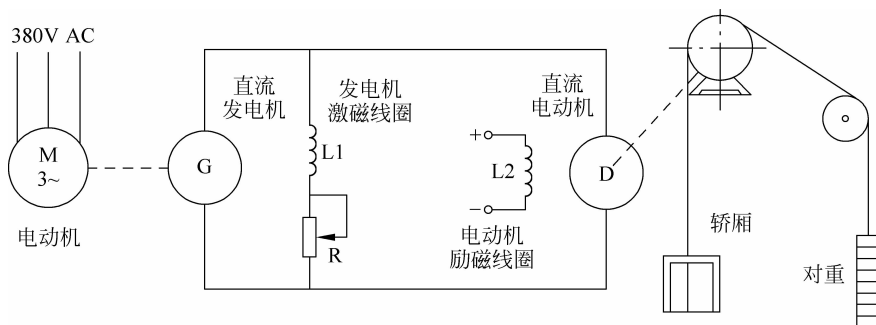 380V AC
M
3~
电动机
直流
发电机
G
发电机
激磁线圈
L1
R
+
L2
−
电动机
励磁线圈
直流
电动机
D
轿厢
对重